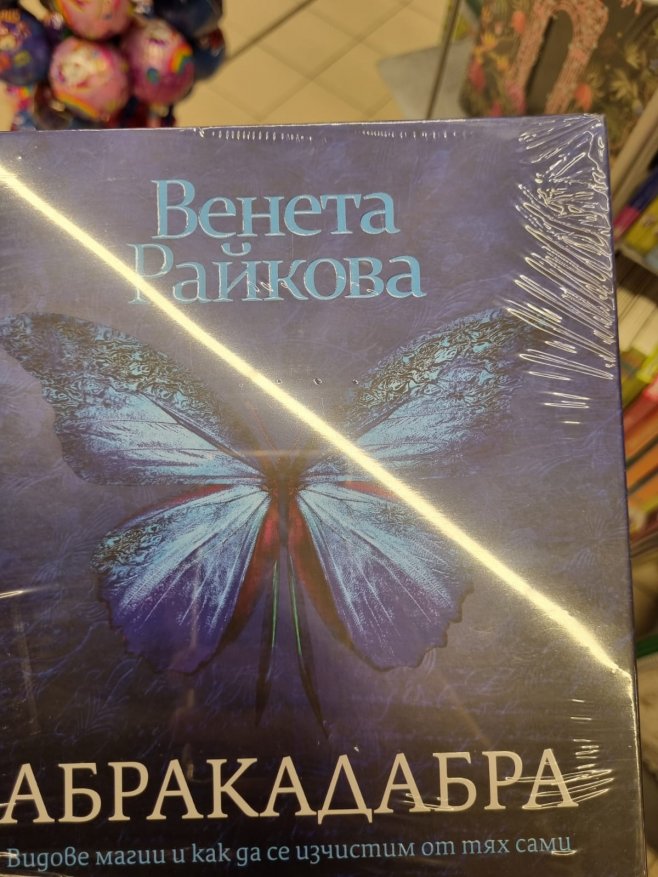 Венета
Райкова
АБРАКАДАБРА
Видове магии и как да се изчистим от тях сами